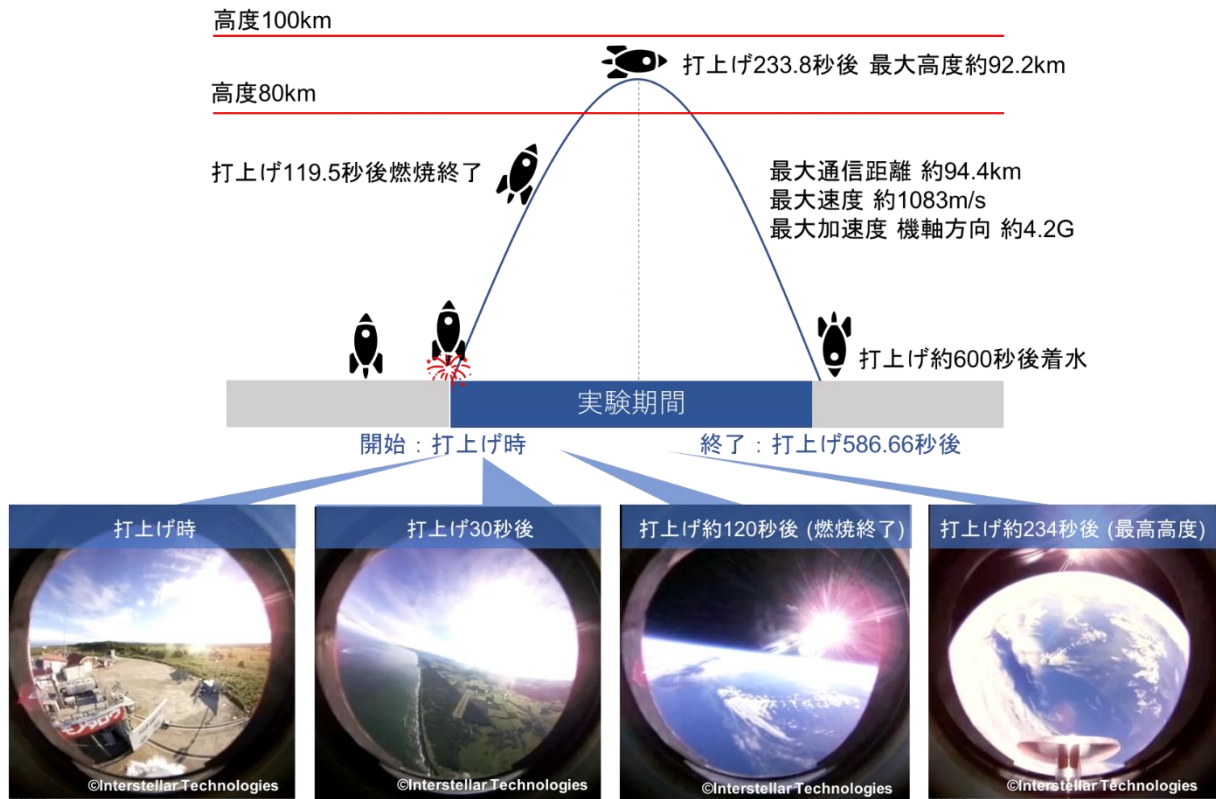 高度100km
打上げ233.8秒後 最大高度約92.2km
高度80km
打上げ119.5秒後燃焼終了
最大通信距離 約94.4km
最大速度 約1083m/s
最大加速度 機軸方向 約4.2G
打上げ約600秒後着水
実験期間
開始：打上げ時
終了：打上げ586.66秒後
打上げ時
打上げ30秒後
打上げ約120秒後 (燃焼終了)
打上げ約234秒後 (最高高度)
©Interstellar Technologies
©Interstellar Technologies
©Interstellar Technologies
©Interstellar Technologies